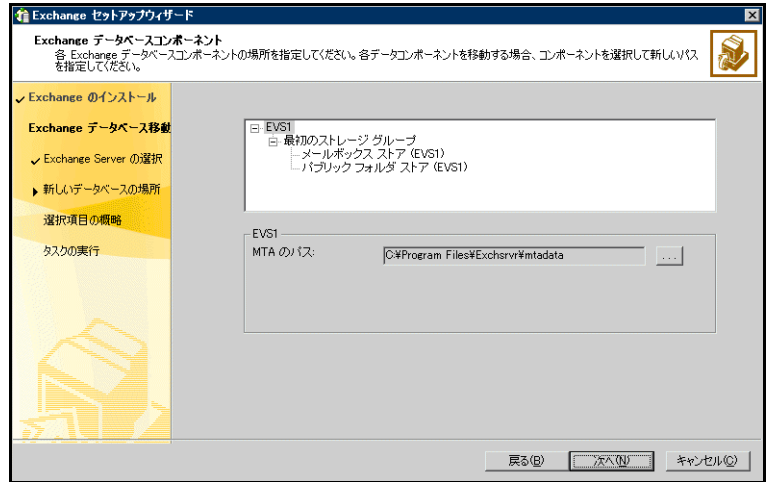 Exchange セットアップウィザード
Exchange データベースコンポーネント
各 Exchange データベースコンポーネントの場所を指定してください。各データコンポーネントを移動する場合、コンポーネントを選択して新しいパス
を指定してください。
Exchange のインストール
Exchange データベース移動
Exchange Server の選択
新しいデータベースの場所
選択項目の概略
タスクの実行
EVS1
最初のストレージ グループ
メールボックス ストア (EVS1)
パブリック フォルダ ストア (EVS1)
EVS1
MTA のパス:
C:¥Program Files¥Exchsrvr¥mtadata
...
戻る(B)
次へ(N)
キャンセル(C)